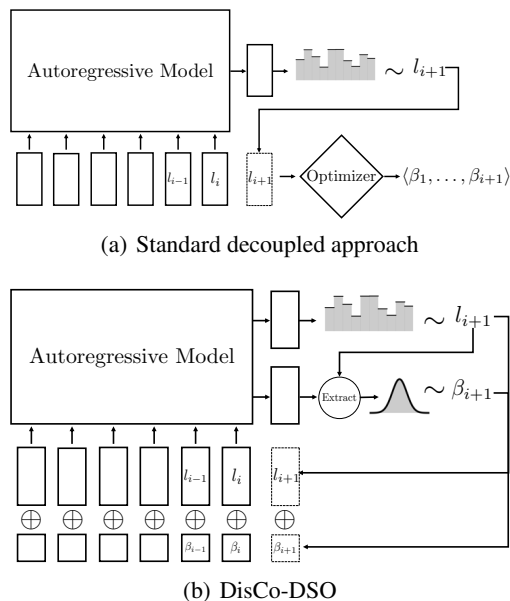 Autoregressive Model
∼ l_{i+1}
l_{i-1}
l_i
l_{i+1}
Optimizer
⟨β_1, . . . , β_{i+1}⟩
(a) Standard decoupled approach
Autoregressive Model
∼ l_{i+1}
Extract
∼ β_{i+1}
l_{i-1}
l_i
l_{i+1}
⊕ ⊕ ⊕ ⊕ ⊕ ⊕ ⊕
β_{i-1}
β_i
β_{i+1}
(b) DisCo-DSO